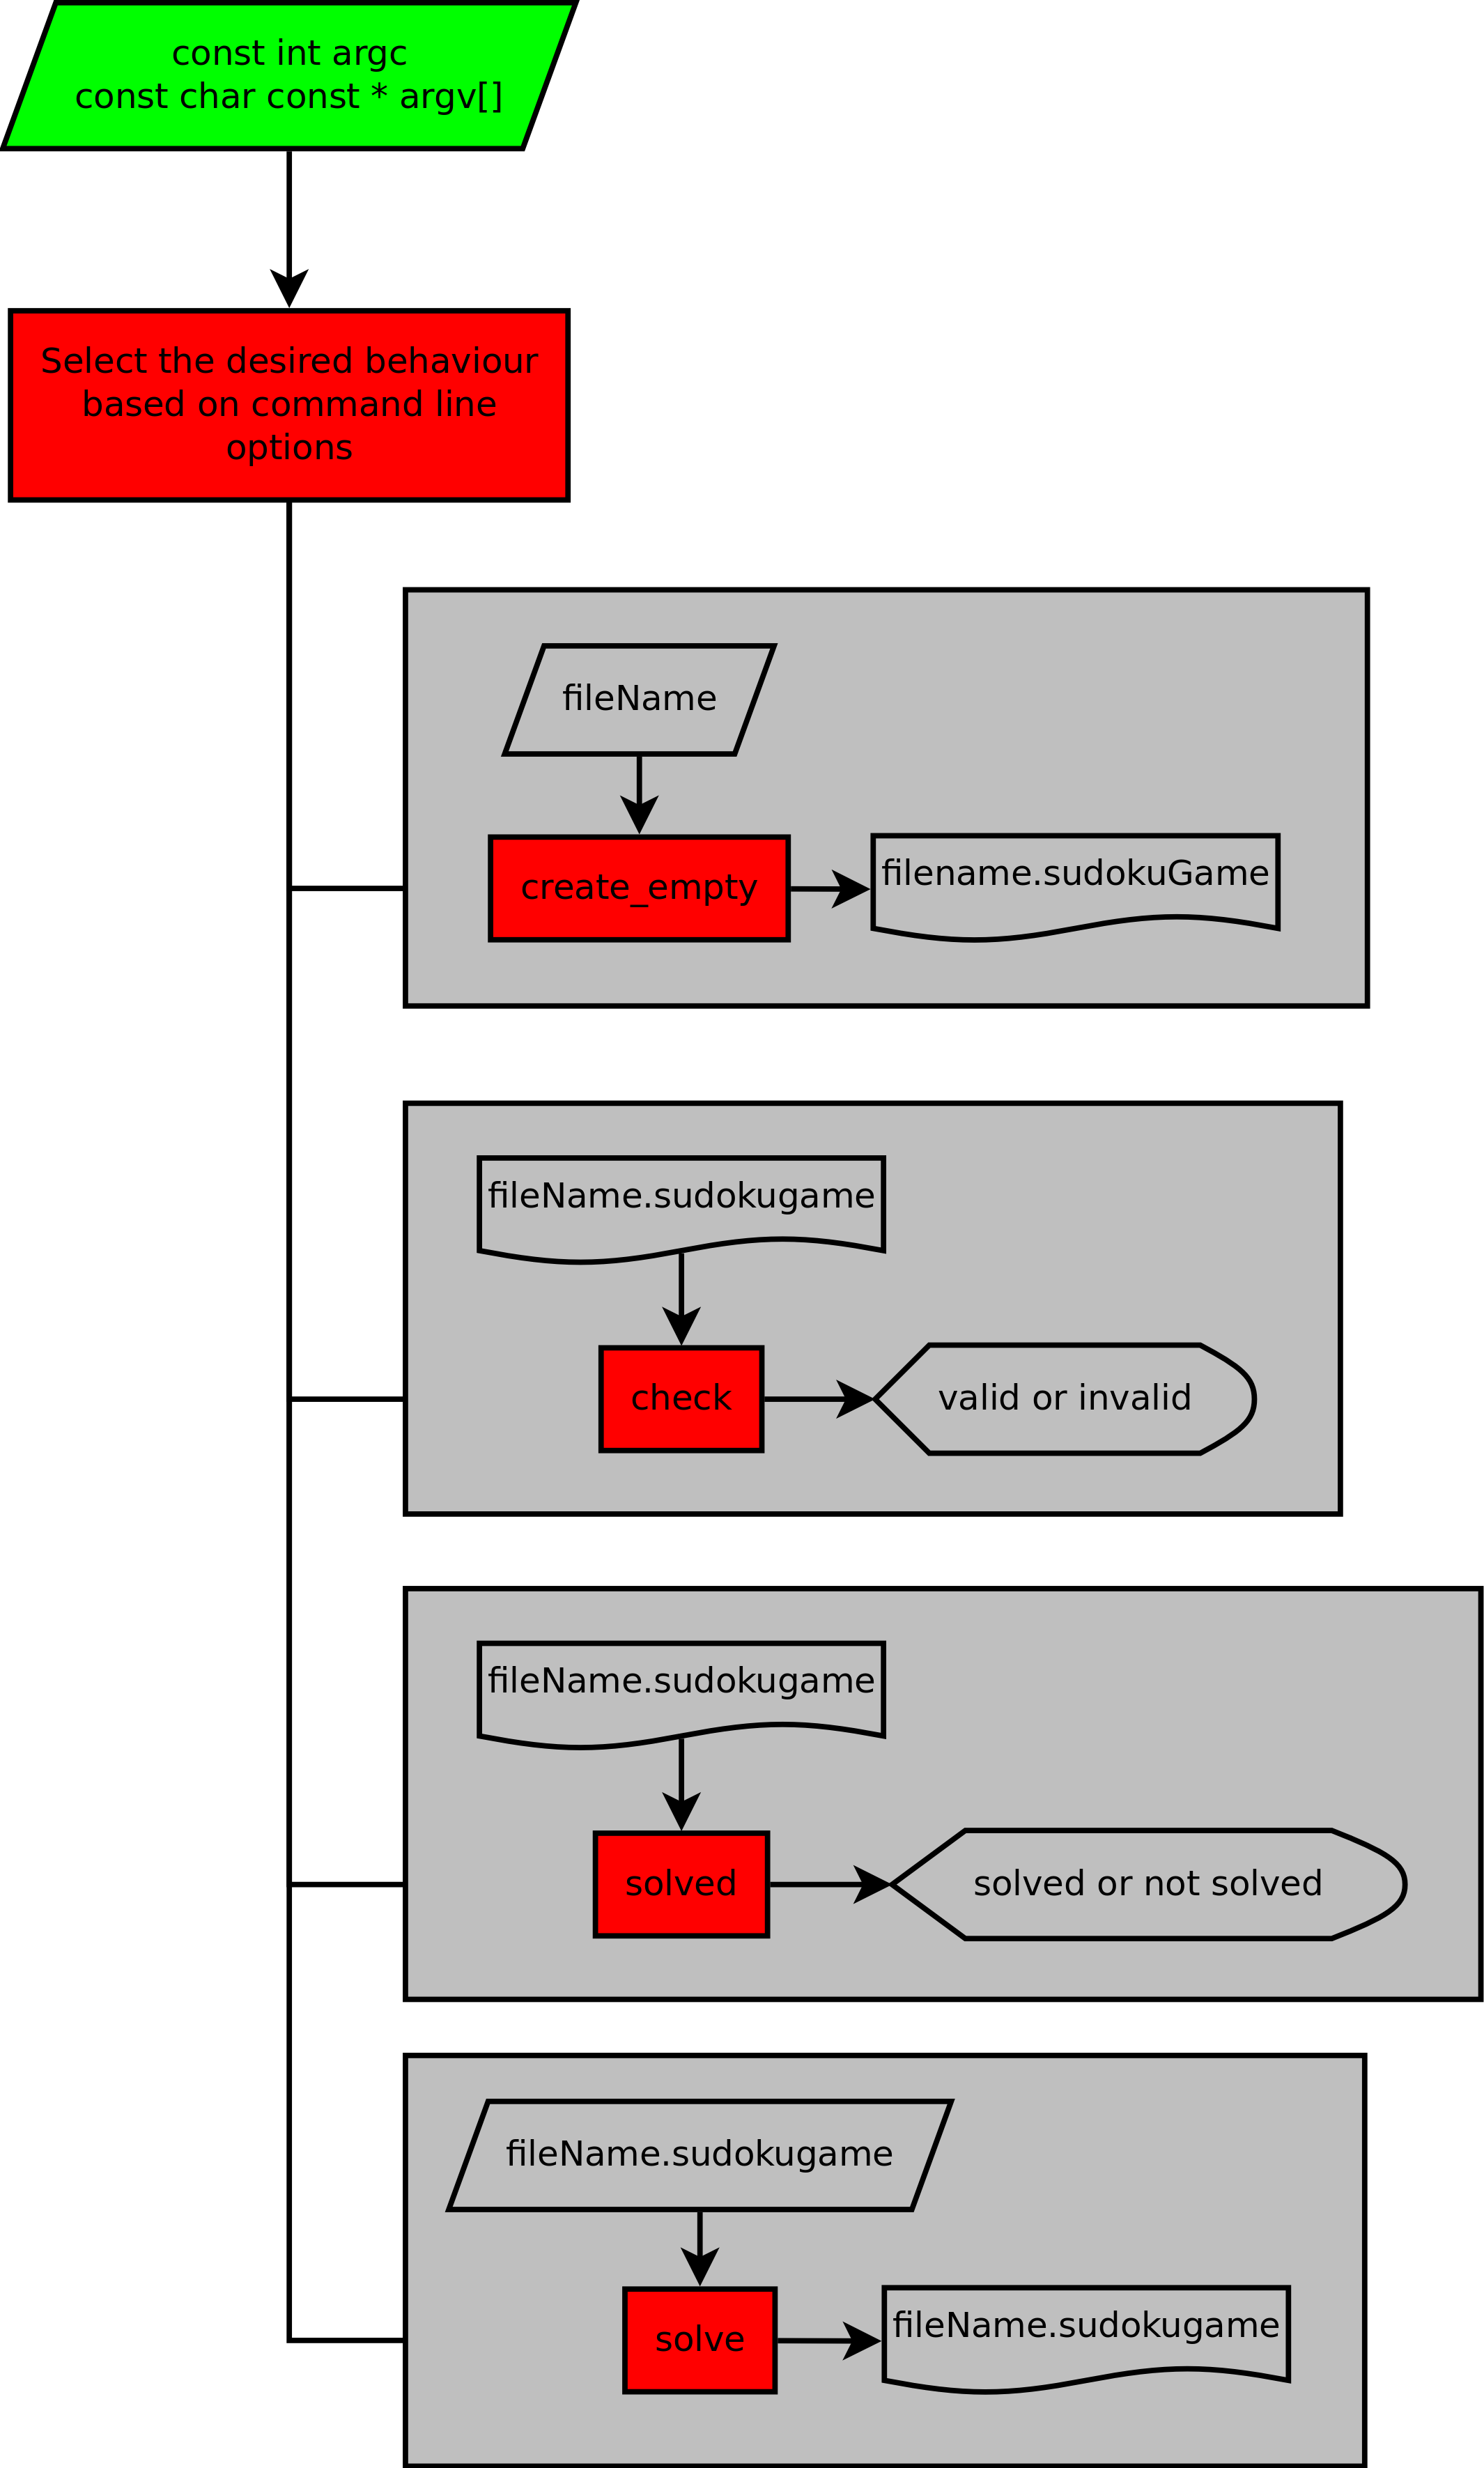 const int argc
const char const * argv[]
Select the desired behaviour
based on command line
options
fileName
create_empty
filename.sudokuGame
fileName.sudokugame
check
valid or invalid
fileName.sudokugame
solved
solved or not solved
fileName.sudokugame
solve
fileName.sudokugame